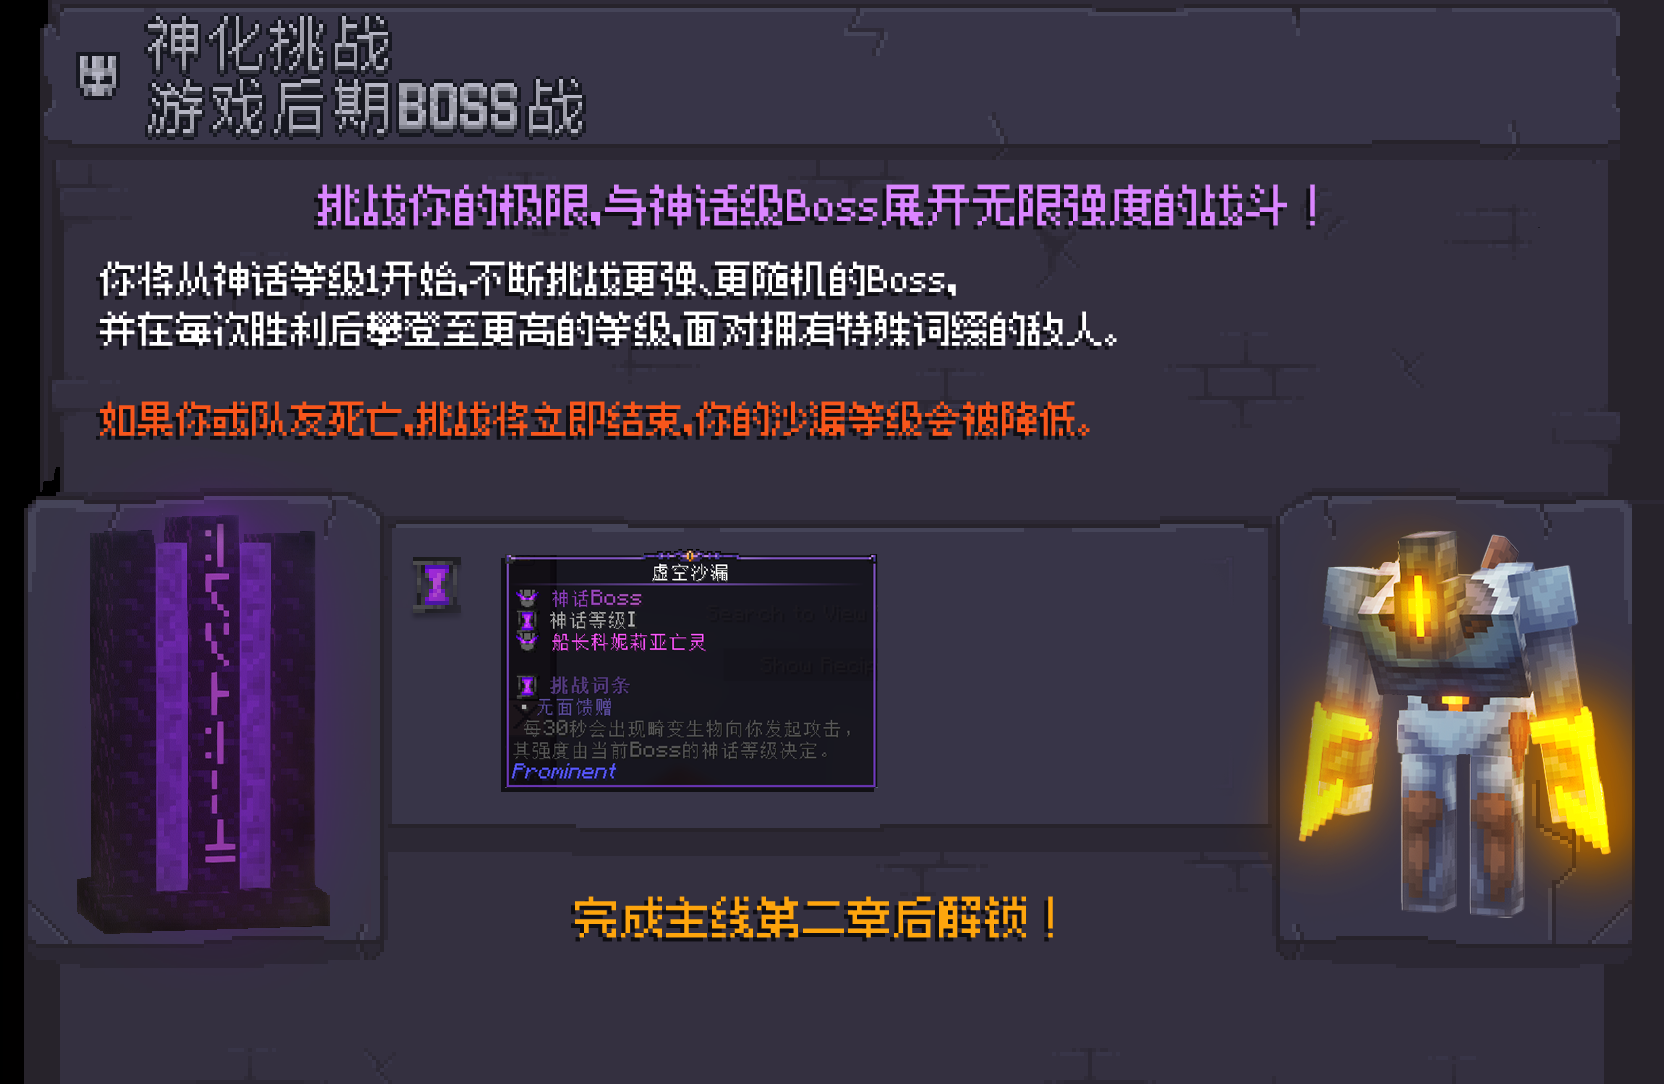 神化挑战
游戏后期BOSS战
挑战你的极限,与神话级Boss展开无限强度的战斗！
你将从神话等级1开始,不断挑战更强、更随机的Boss,
并在每次胜利后攀登至更高的等级,面对拥有特殊词缀的敌人。
如果你或队友死亡,挑战将立即结束,你的沙漏等级会被降低。
虚空沙漏
神话Boss
Search to View
神话等级I
船长科妮莉亚亡灵
Show Recip
挑战词条
▪无面馈赠
每30秒会出现畸变生物向你发起攻击，
其强度由当前Boss的神话等级决定。
Prominent
完成主线第二章后解锁！